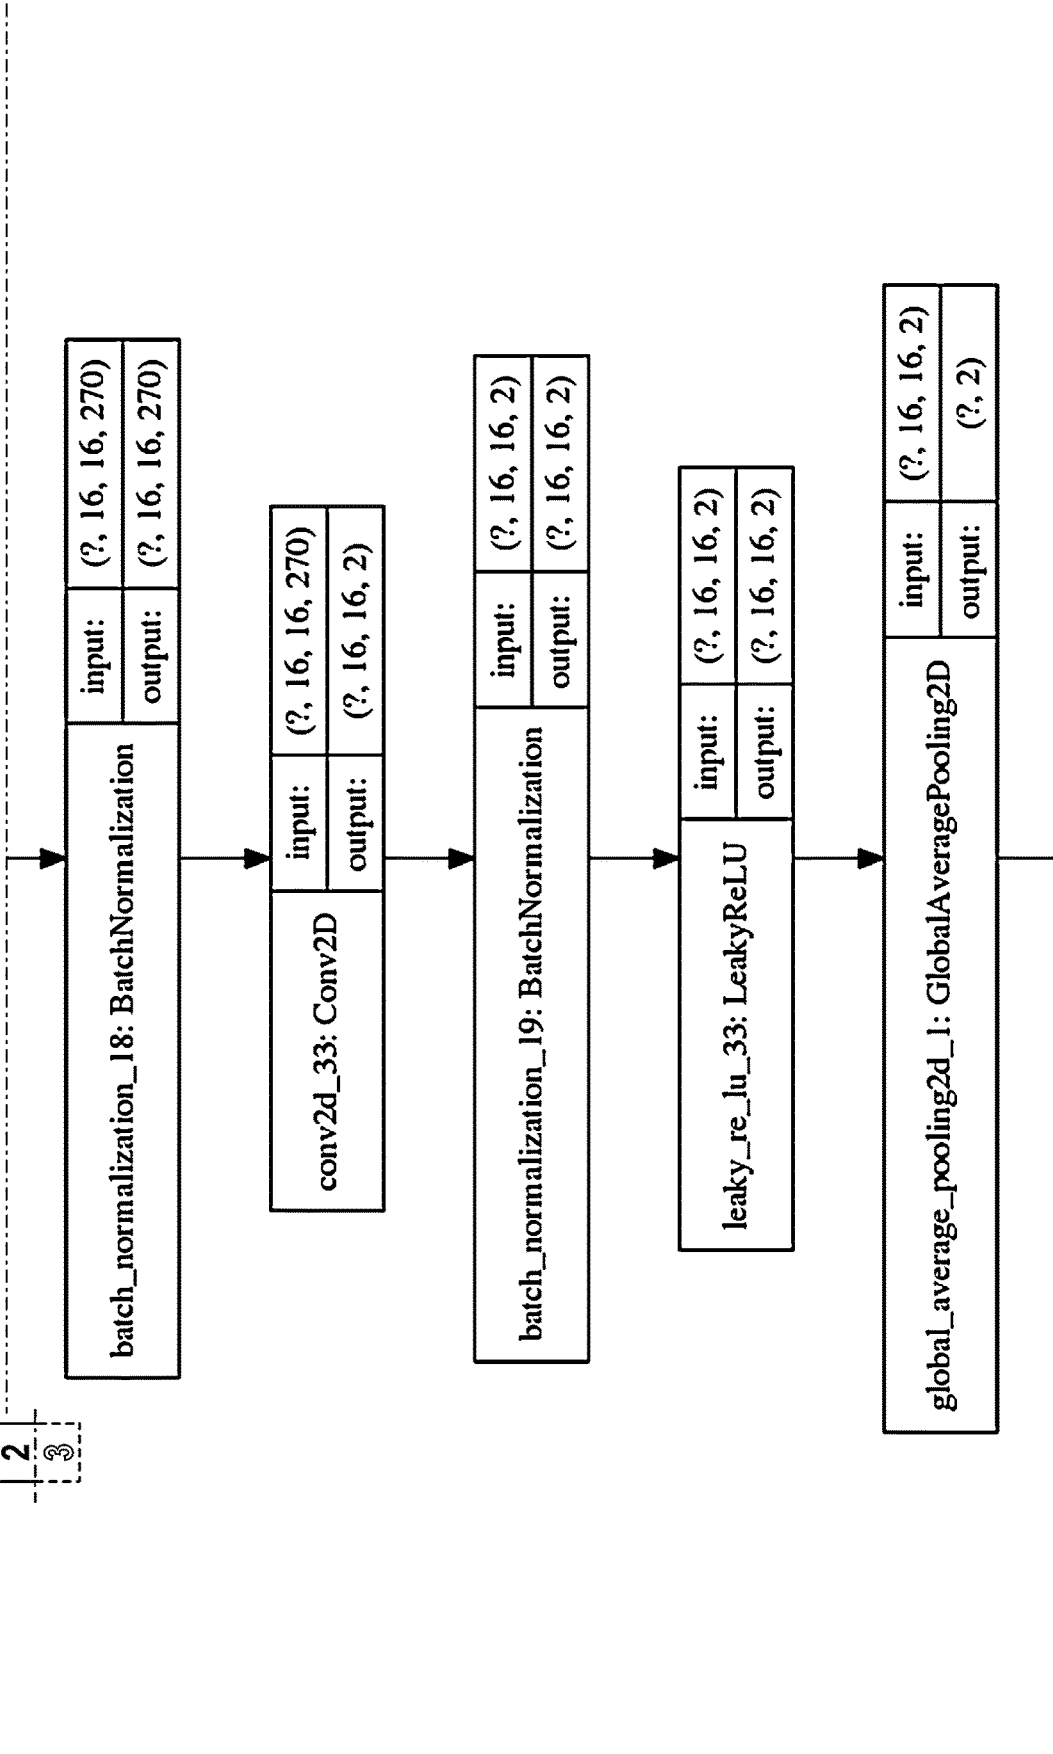 2
3
batch_normalization_18: BatchNormalization
input: (?, 16, 16, 270)
output: (?, 16, 16, 270)
conv2d_33: Conv2D
input: (?, 16, 16, 270)
output: (?, 16, 16, 2)
batch_normalization_19: BatchNormalization
input: (?, 16, 16, 2)
output: (?, 16, 16, 2)
leaky_re_lu_33: LeakyReLU
input: (?, 16, 16, 2)
output: (?, 16, 16, 2)
global_average_pooling2d_1: GlobalAveragePooling2D
input: (?, 16, 16, 2)
output: (?, 2)